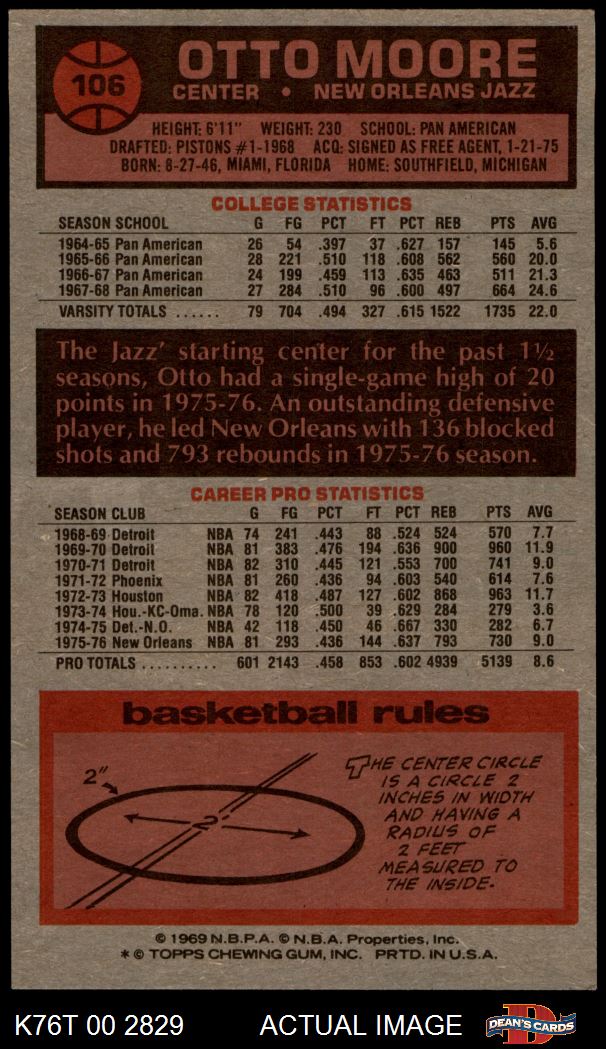 106
OTTO MOORE
CENTER • NEW ORLEANS JAZZ
HEIGHT: 6'11" WEIGHT: 230 SCHOOL: PAN AMERICAN
DRAFTED: PISTONS #1-1968 ACQ: SIGNED AS FREE AGENT, 1-21-75
BORN: 8-27-46, MIAMI, FLORIDA HOME: SOUTHFIELD, MICHIGAN
COLLEGE STATISTICS
SEASON SCHOOL G FG PCT FT PCT REB PTS AVG
1964-65 Pan American 26 54 .397 37 .627 157 145 5.6
1965-66 Pan American 28 221 .510 118 .608 562 560 20.0
1966-67 Pan American 24 199 .459 113 .635 463 511 21.3
1967-68 Pan American 27 284 .510 96 .600 497 664 24.6
VARSITY TOTALS ...... 79 704 .494 327 .615 1522 1735 22.0
The Jazz' starting center for the past 1½
seasons, Otto had a single-game high of 20
points in 1975-76. An outstanding defensive
player, he led New Orleans with 136 blocked
shots and 793 rebounds in 1975-76 season.
CAREER PRO STATISTICS
SEASON CLUB G FG PCT FT PCT REB PTS AVG
1968-69 Detroit NBA 74 241 .443 88 .524 524 570 7.7
1969-70 Detroit NBA 81 383 .476 194 .636 900 960 11.9
1970-71 Detroit NBA 82 310 .445 121 .553 700 741 9.0
1971-72 Phoenix NBA 81 260 .436 94 .603 540 614 7.6
1972-73 Houston NBA 82 418 .487 127 .602 868 963 11.7
1973-74 Hou.-KC-Oma. NBA 78 120 .500 39 .629 284 279 3.6
1974-75 Det.-N.O. NBA 42 118 .450 46 .667 330 282 6.7
1975-76 New Orleans NBA 81 293 .436 144 .637 793 730 9.0
PRO TOTALS .......... 601 2143 .458 853 .602 4939 5139 8.6
basketball rules
2"
2'
THE CENTER CIRCLE
IS A CIRCLE 2
INCHES IN WIDTH
AND HAVING A
RADIUS OF
2 FEET
MEASURED TO
THE INSIDE.
© 1969 N.B.P.A. © N.B.A. Properties, Inc.
* © TOPPS CHEWING GUM, INC. PRTD. IN U.S.A.
K76T 00 2829 ACTUAL IMAGE
D
DEAN'S CARDS